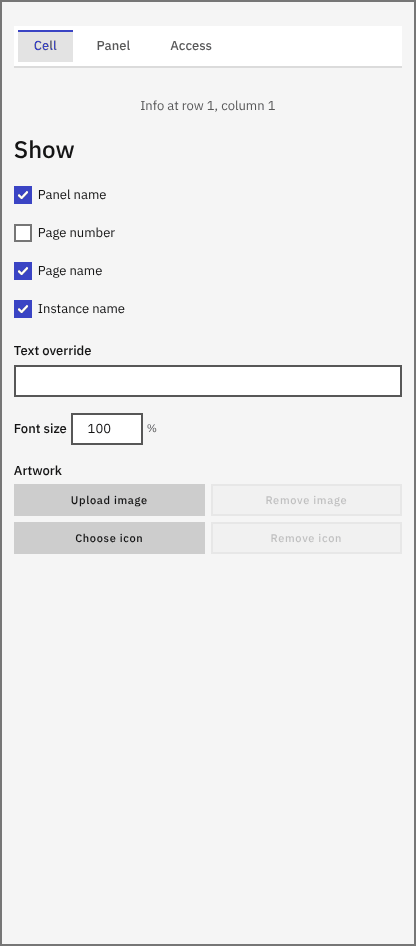 Cell Panel Access
Info at row 1, column 1
Show
Panel name
Page number
Page name
Instance name
Text override
Font size 100 %
Artwork
Upload image Remove image
Choose icon Remove icon